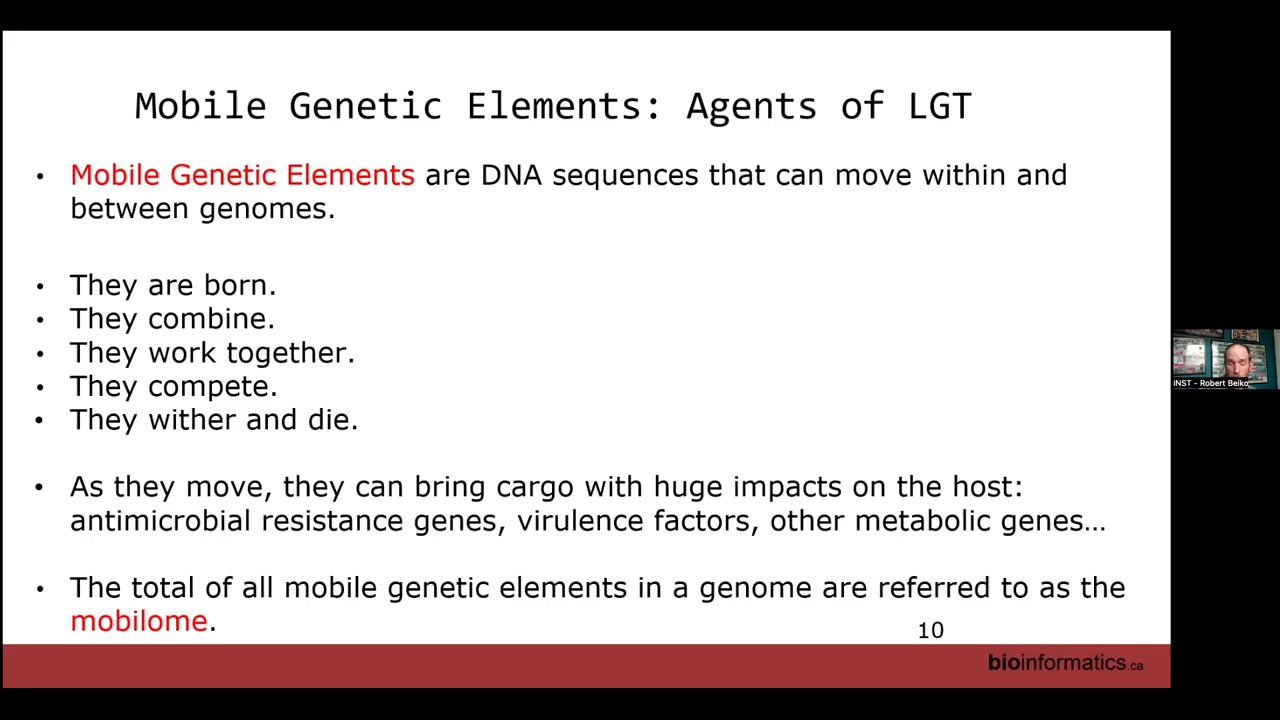 Mobile Genetic Elements: Agents of LGT
• Mobile Genetic Elements are DNA sequences that can move within and
between genomes.
• They are born.
• They combine.
• They work together.
• They compete.
• They wither and die.
• As they move, they can bring cargo with huge impacts on the host:
antimicrobial resistance genes, virulence factors, other metabolic genes…
• The total of all mobile genetic elements in a genome are referred to as the
mobilome.
10
bioinformatics.ca
INST - Robert Beiko